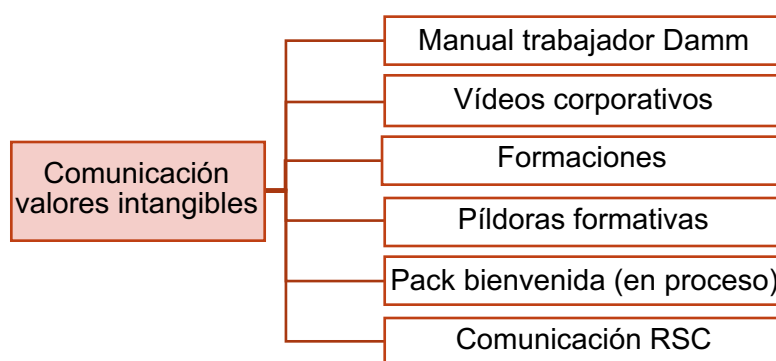 Comunicación
valores intangibles
Manual trabajador Damm
Vídeos corporativos
Formaciones
Píldoras formativas
Pack bienvenida (en proceso)
Comunicación RSC